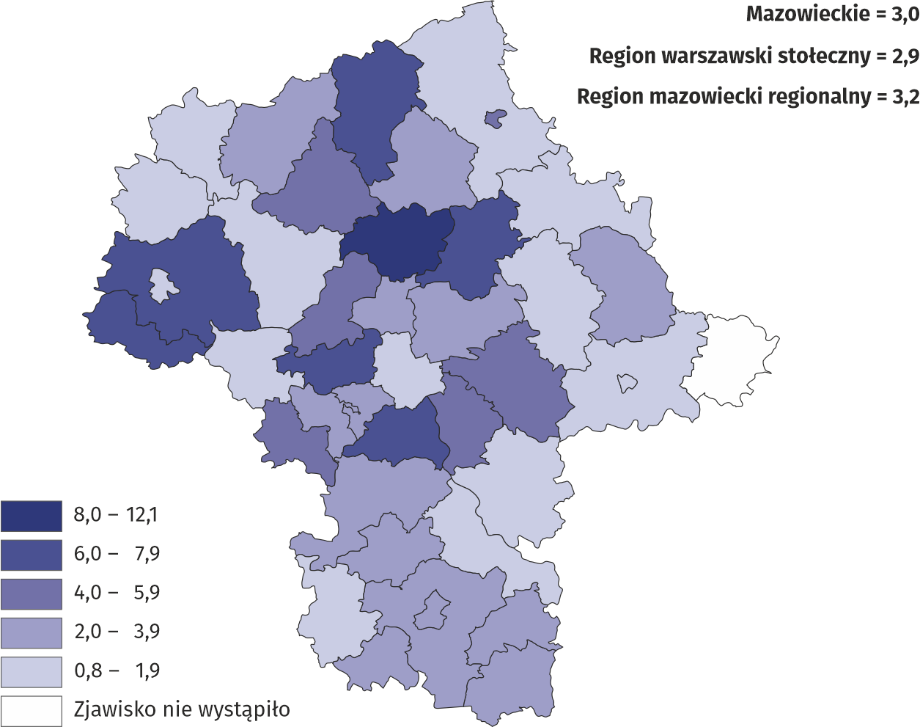 Mazowieckie = 3,0
Region warszawski stołeczny = 2,9
Region mazowiecki regionalny = 3,2
8,0 – 12,1
6,0 – 7,9
4,0 – 5,9
2,0 – 3,9
0,8 – 1,9
Zjawisko nie wystąpiło